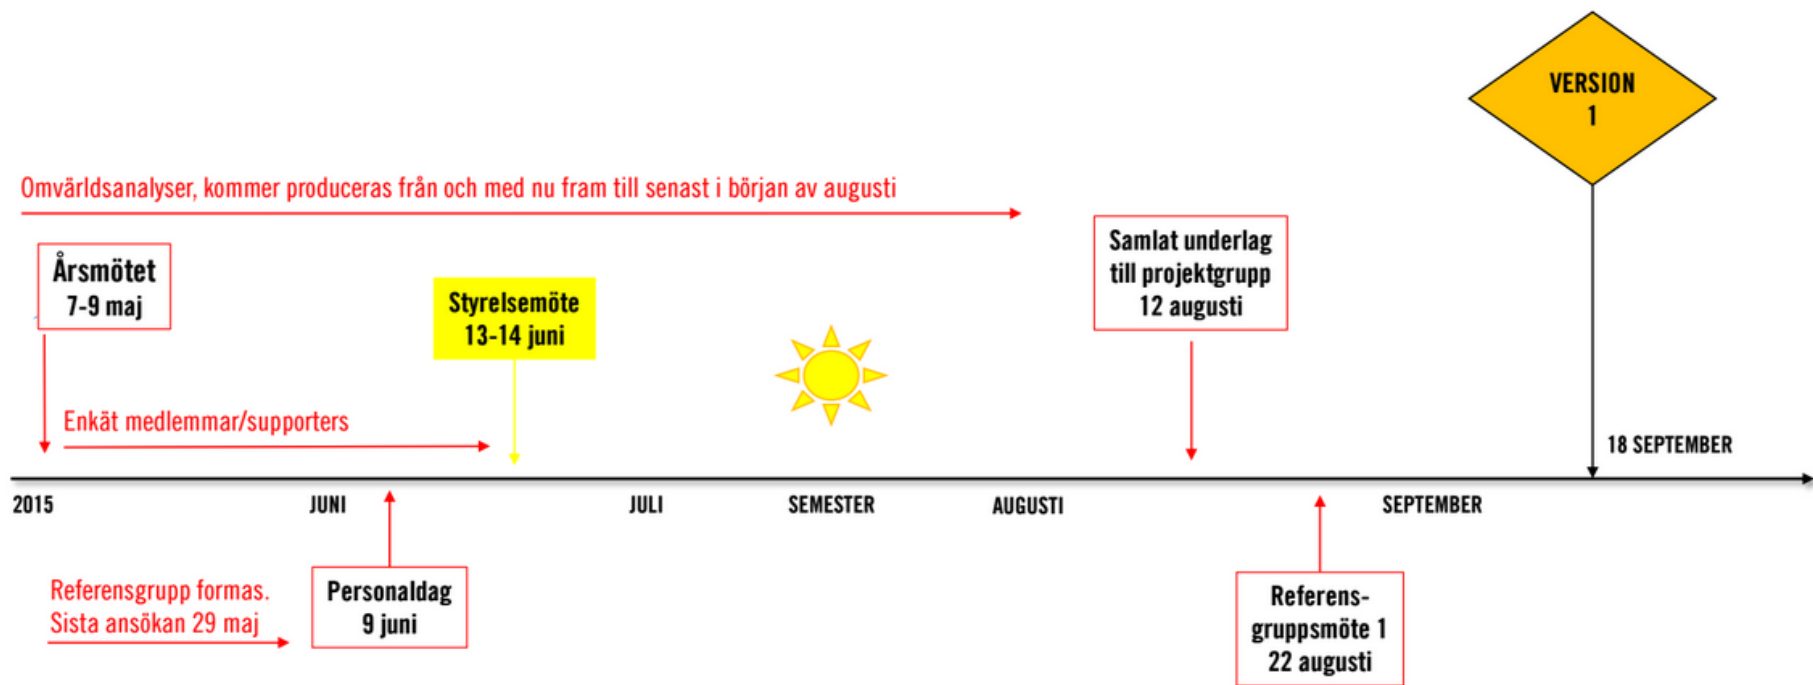 VERSION
1
Omvärldsanalyser, kommer produceras från och med nu fram till senast i början av augusti
Årsmötet
7-9 maj
Styrelsemöte
13-14 juni
Samlat underlag
till projektgrupp
12 augusti
Enkät medlemmar/supporters
18 SEPTEMBER
2015 JUNI JULI SEMESTER AUGUSTI SEPTEMBER
Referensgrupp formas.
Sista ansökan 29 maj
Personaldag
9 juni
Referens-
gruppsmöte 1
22 augusti